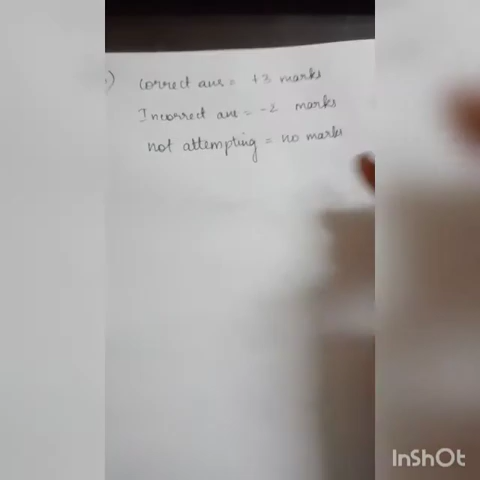 ) Correct ans = +3 marks
Incorrect ans = -2 marks
not attempting = no marks
InShOt